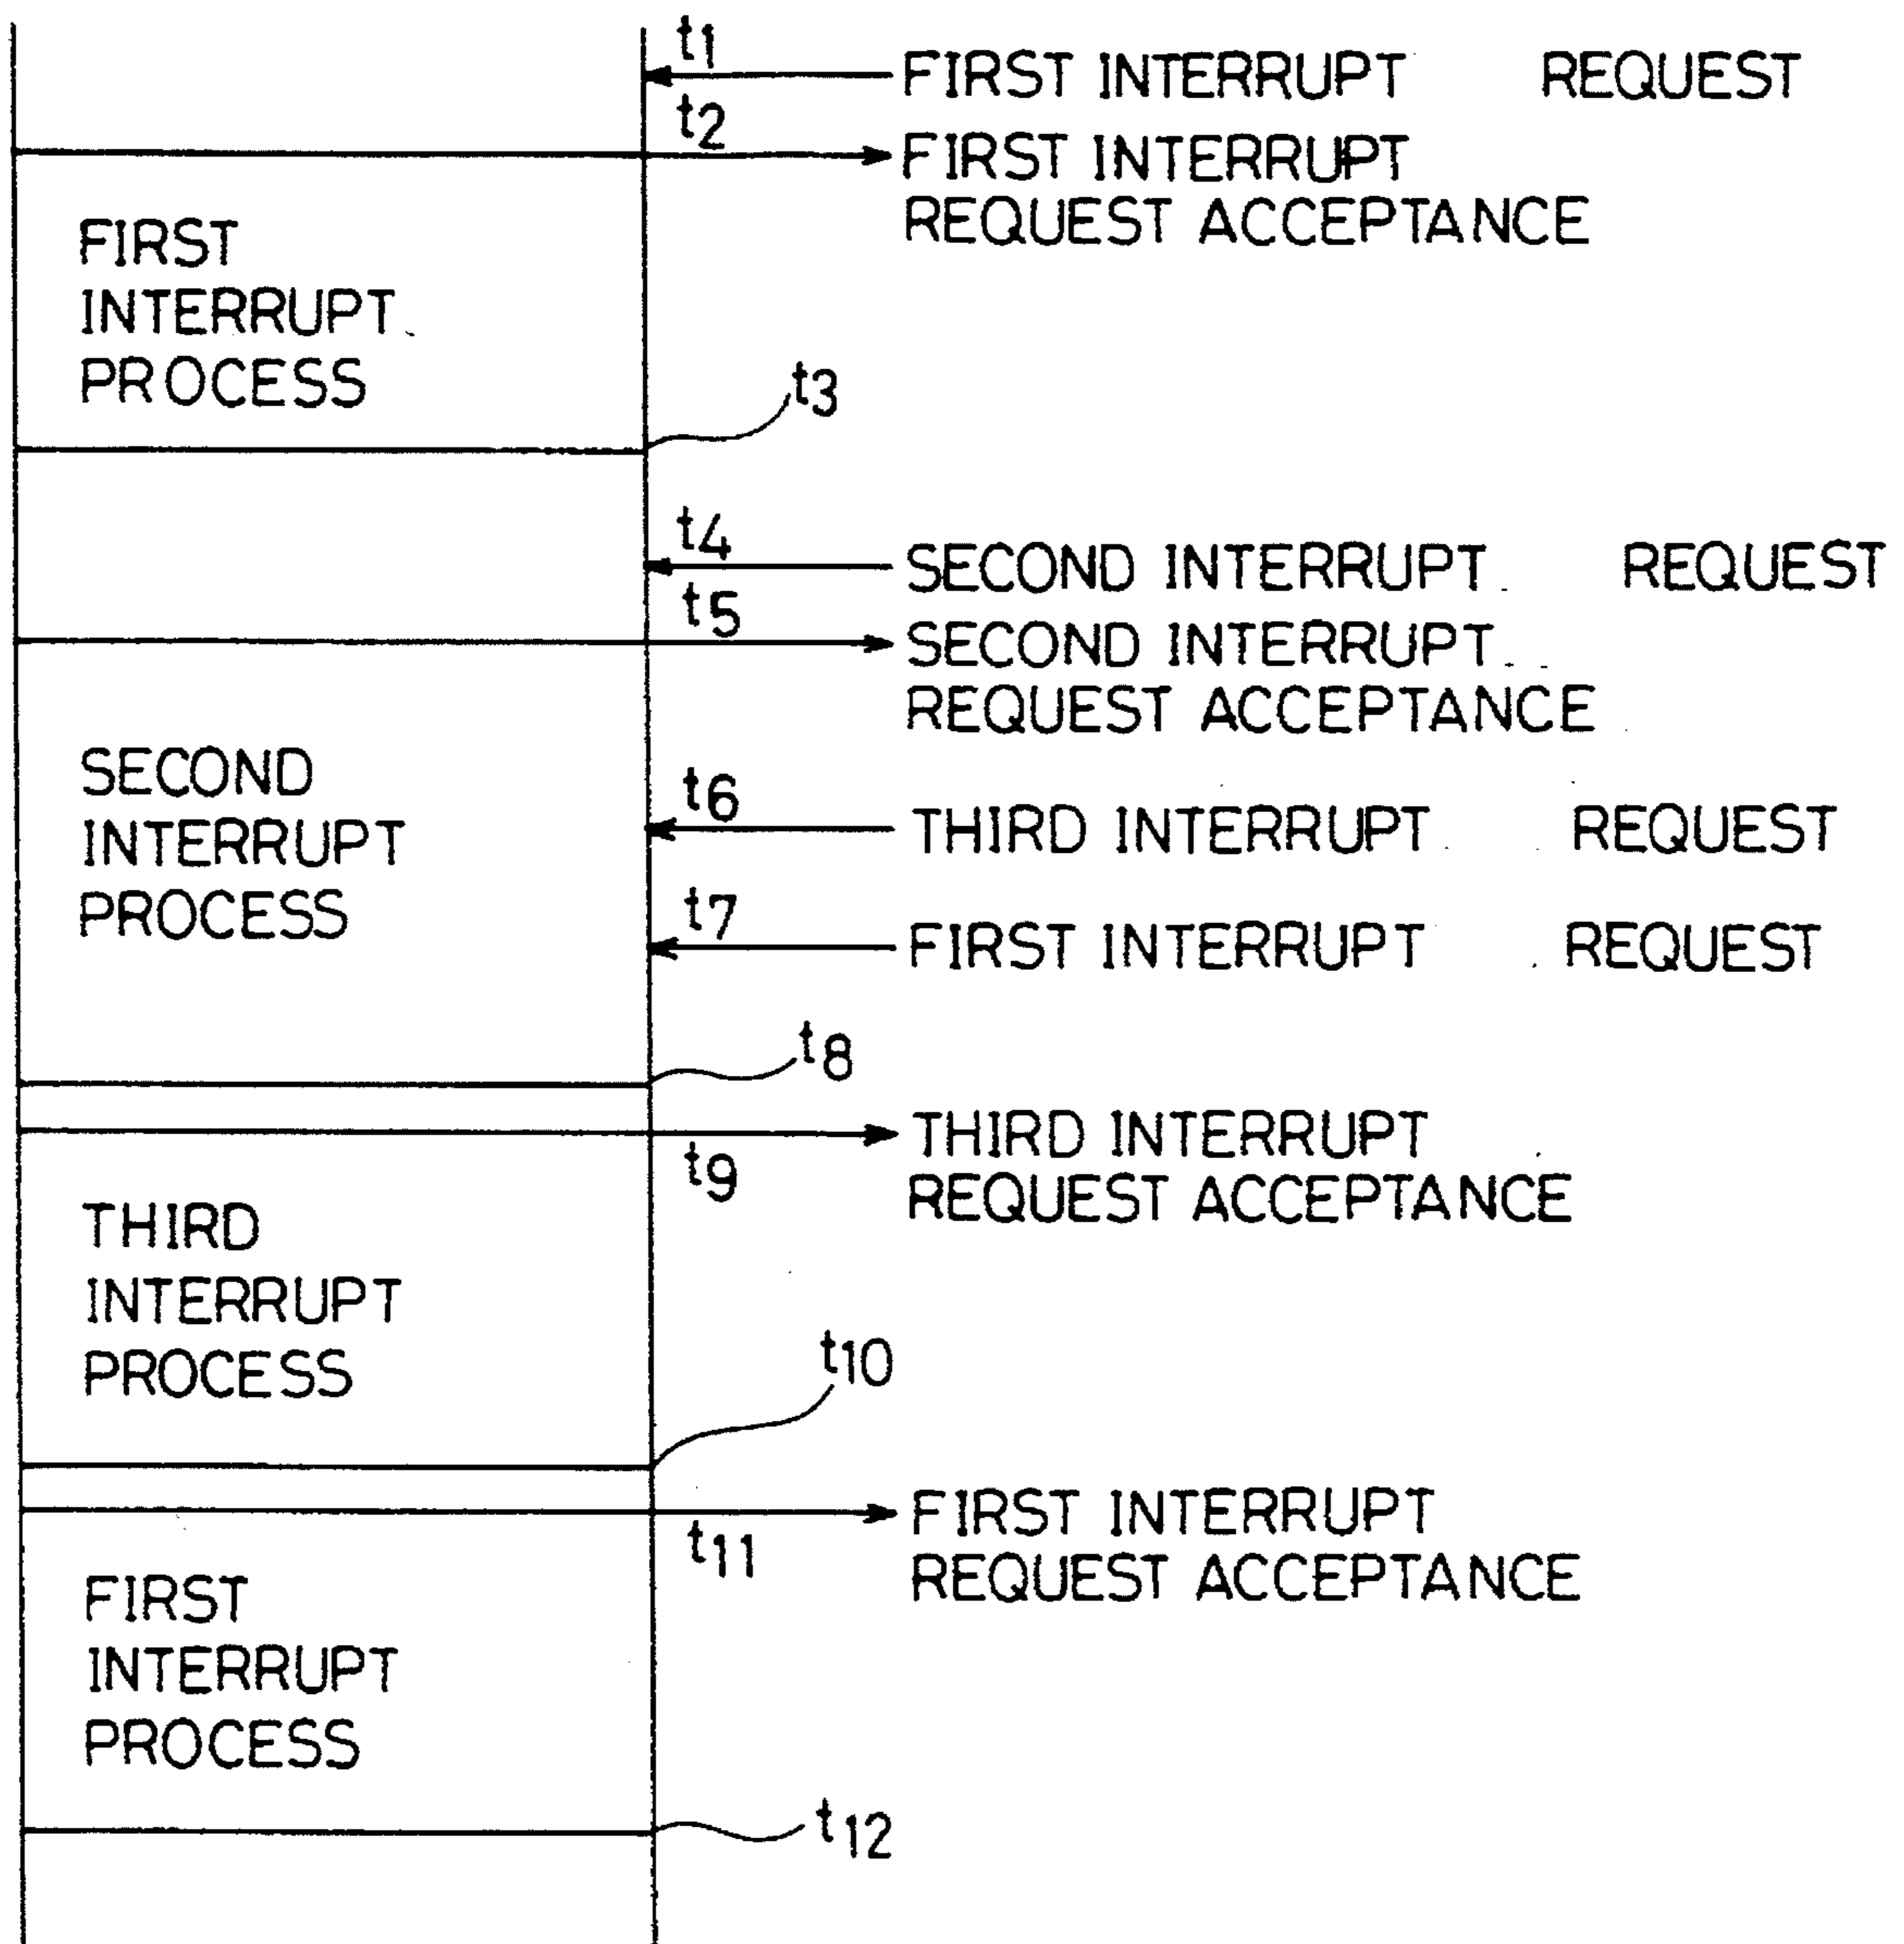 t1
FIRST INTERRUPT REQUEST
t2
FIRST INTERRUPT
REQUEST ACCEPTANCE
FIRST
INTERRUPT
PROCESS
t3
t4
SECOND INTERRUPT REQUEST
t5
SECOND INTERRUPT
REQUEST ACCEPTANCE
SECOND
INTERRUPT
PROCESS
t6
THIRD INTERRUPT REQUEST
t7
FIRST INTERRUPT REQUEST
t8
THIRD INTERRUPT
REQUEST ACCEPTANCE
t9
THIRD
INTERRUPT
PROCESS
t10
FIRST INTERRUPT
REQUEST ACCEPTANCE
t11
FIRST
INTERRUPT
PROCESS
t12